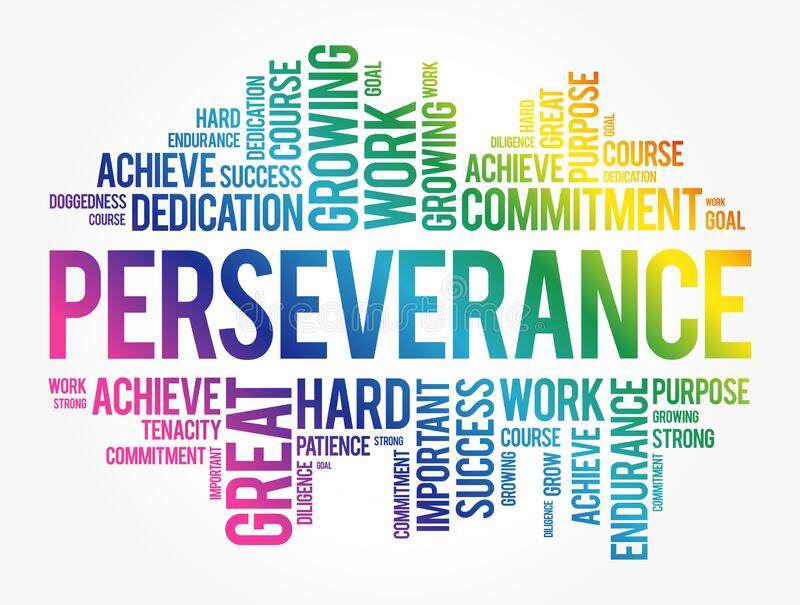 HARD
ENDURANCE
DEDICATION
COURSE
GROWING
GOAL
WORK
WORK
GROWING
ACHIEVE
SUCCESS
DOGGEDNESS
COURSE
DEDICATION
DILIGENCE
HARD
GREAT
PURPOSE
GOAL
ACHIEVE
COURSE
DEDICATION
COMMITMENT
WORK
GOAL
PERSEVERANCE
WORK
STRONG
ACHIEVE
TENACITY
COMMITMENT
IMPORTANT
GREAT
HARD
PATIENCE
STRONG
DILIGENCE
GOAL
COMMITMENT
IMPORTANT
SUCCESS
WORK
COURSE
GROWING
GROW
DILIGENCE
ACHIEVE
ENDURANCE
PURPOSE
GROWING
STRONG
COMMITMENT
dreamstime